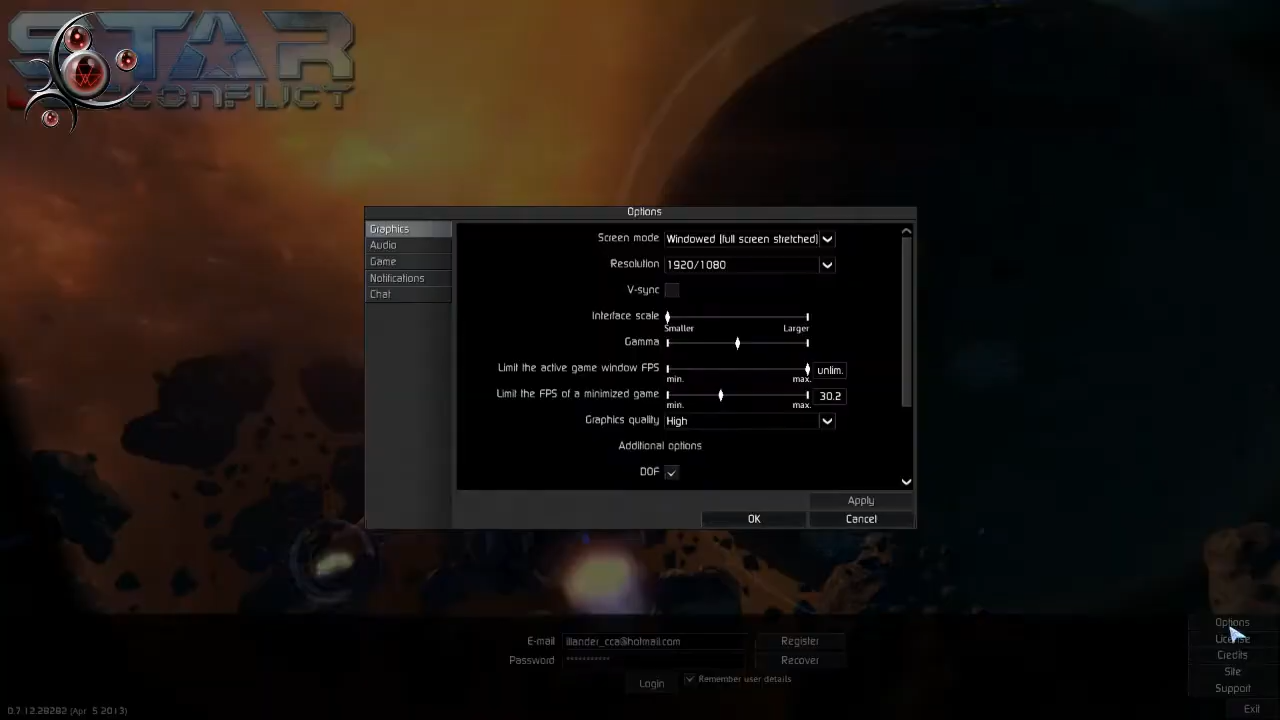 STAR
CONFLICT
Options
Graphics
Audio
Game
Notifications
Chat
Screen mode Windowed (full screen stretched)
Resolution 1920/1080
V-sync
Interface scale
Smaller Larger
Gamma
Limit the active game window FPS unlim.
min. max.
Limit the FPS of a minimized game 30.2
min. max.
Graphics quality High
Additional options
DOF
Apply
OK Cancel
E-mail iliander_cca@hotmail.com Register
Password *********** Recover
Login Remember user details
Options
License
Credits
Site
Support
Exit
0.7.12.28282 (Apr 5 2013)